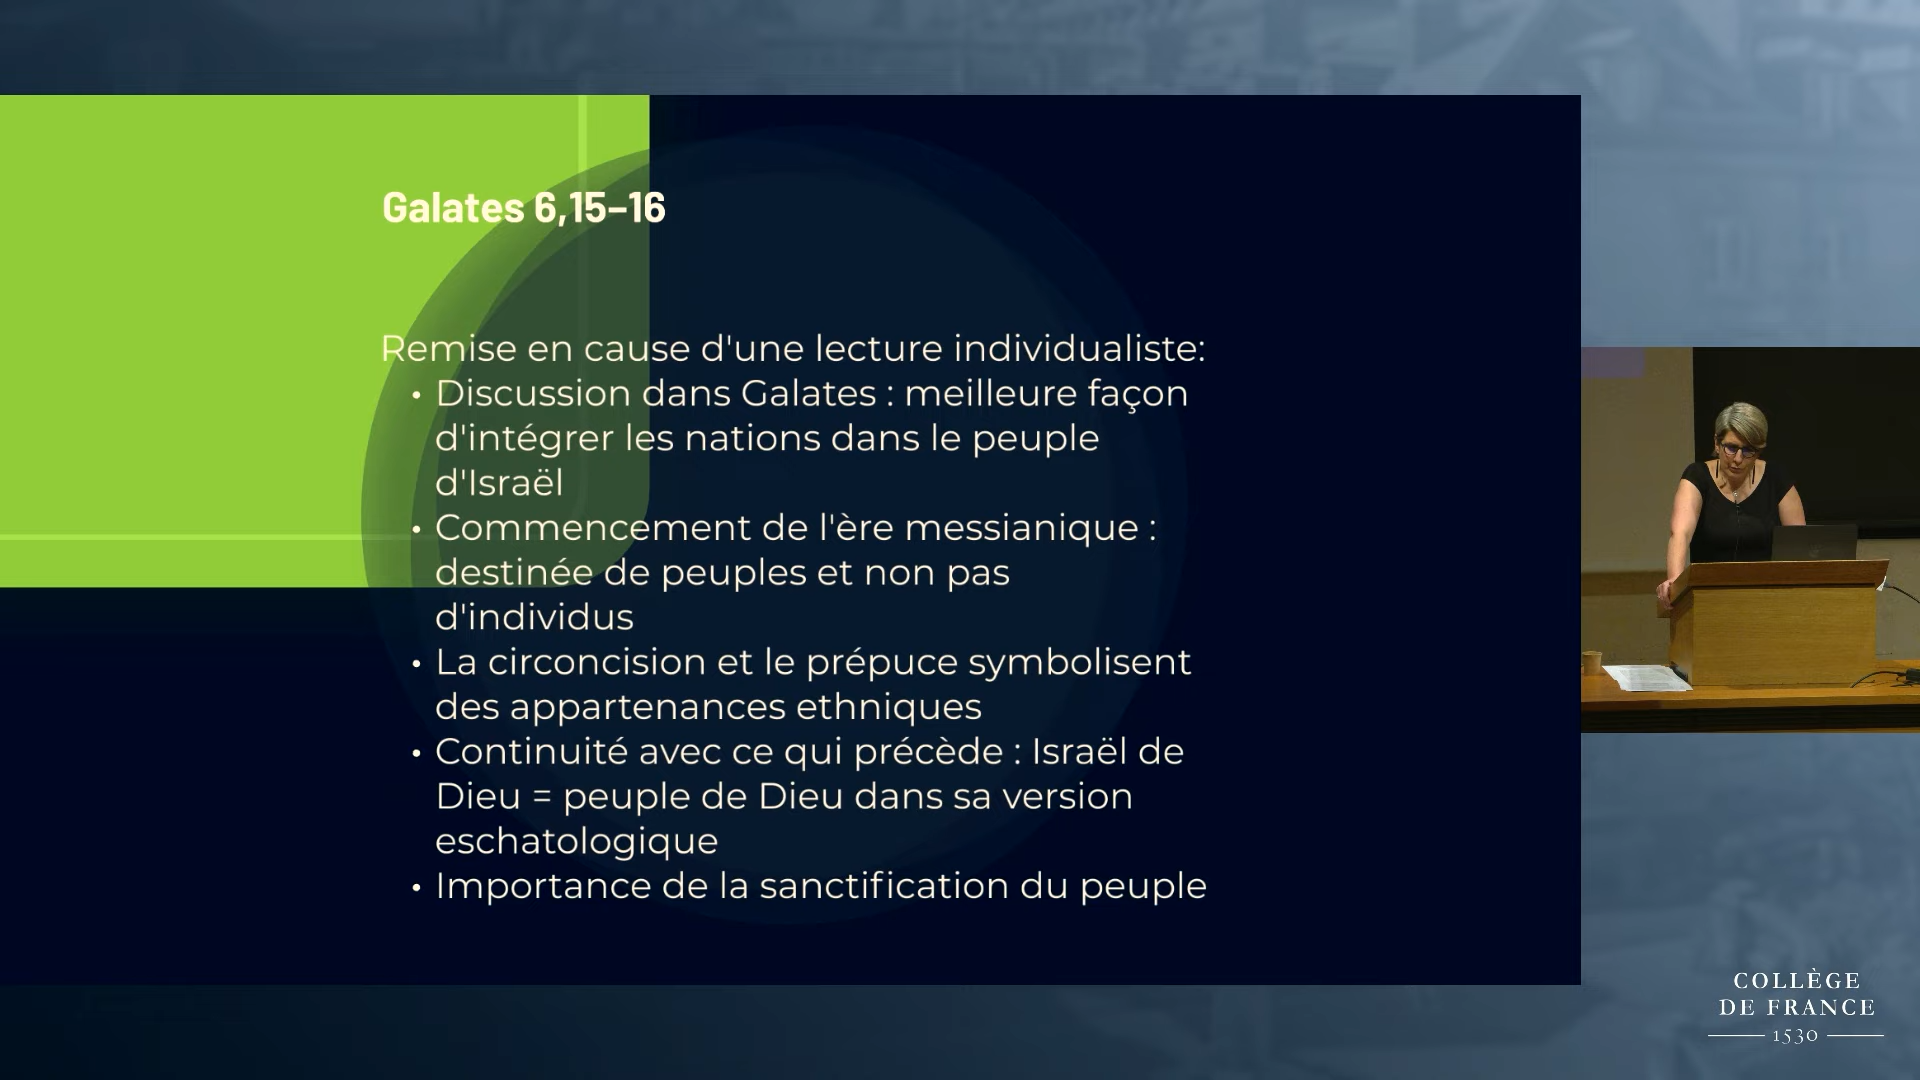 Galates 6,15–16
Remise en cause d'une lecture individualiste:
• Discussion dans Galates : meilleure façon
d'intégrer les nations dans le peuple
d'Israël
• Commencement de l'ère messianique :
destinée de peuples et non pas
d'individus
• La circoncision et le prépuce symbolisent
des appartenances ethniques
• Continuité avec ce qui précède : Israël de
Dieu = peuple de Dieu dans sa version
eschatologique
• Importance de la sanctification du peuple
COLLÈGE
DE FRANCE
1530